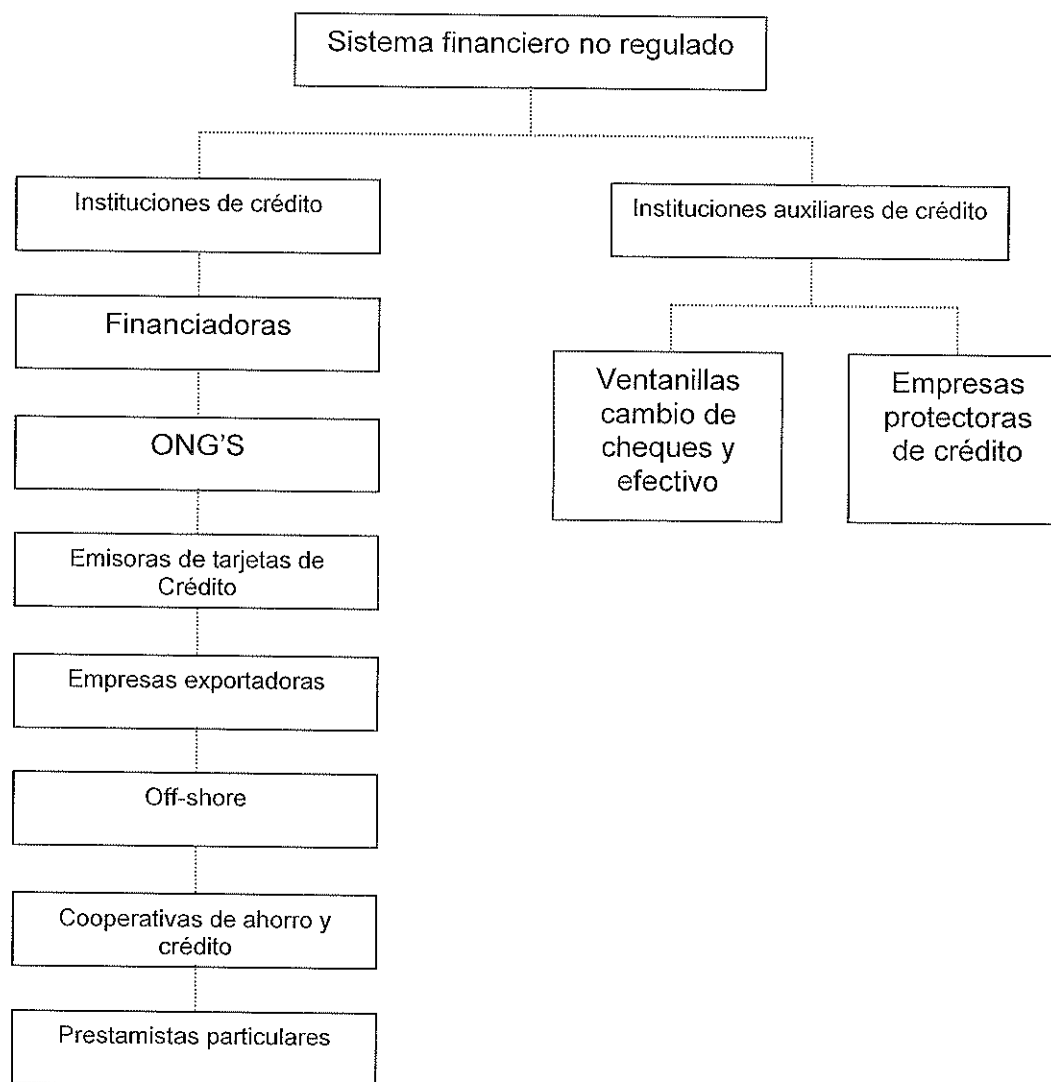 Sistema financiero no regulado
Instituciones de crédito
Instituciones auxiliares de crédito
Financiadoras
ONG'S
Emisoras de tarjetas de
Crédito
Empresas exportadoras
Off-shore
Cooperativas de ahorro y
crédito
Prestamistas particulares
Ventanillas
cambio de
cheques y
efectivo
Empresas
protectoras
de crédito